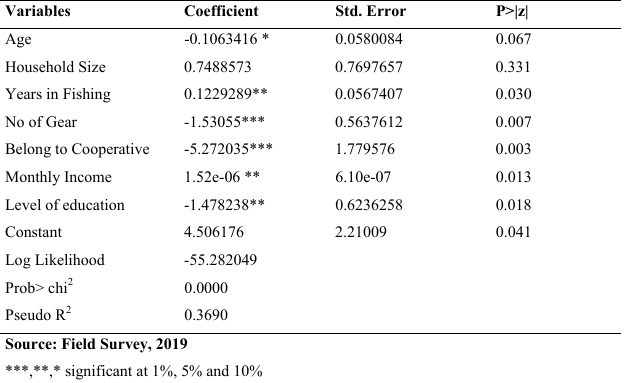 Variables Coefficient Std. Error P>|z|
Age -0.1063416 * 0.0580084 0.067
Household Size 0.7488573 0.7697657 0.331
Years in Fishing 0.1229289** 0.0567407 0.030
No of Gear -1.53055*** 0.5637612 0.007
Belong to Cooperative -5.272035*** 1.779576 0.003
Monthly Income 1.52e-06 ** 6.10e-07 0.013
Level of education -1.478238** 0.6236258 0.018
Constant 4.506176 2.21009 0.041
Log Likelihood -55.282049
Prob> chi² 0.0000
Pseudo R² 0.3690
Source: Field Survey, 2019
***,**,* significant at 1%, 5% and 10%